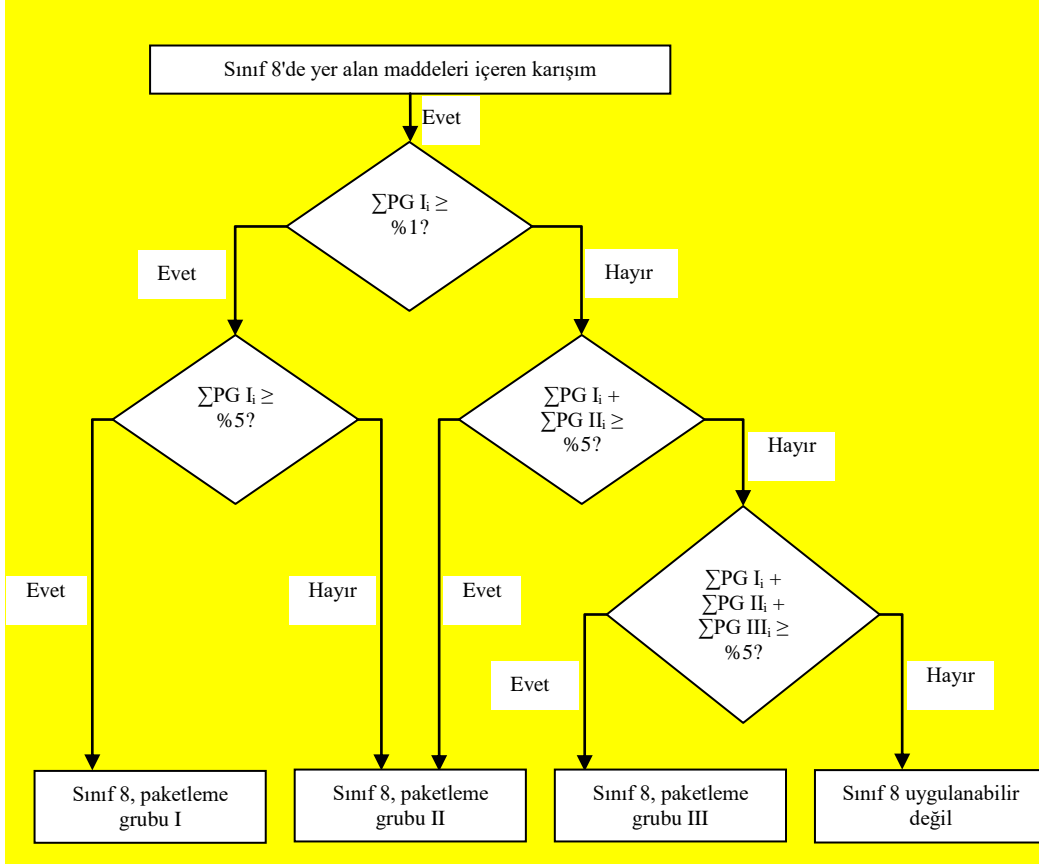 Sınıf 8'de yer alan maddeleri içeren karışım
Evet
∑PG Iᵢ ≥
%1?
Evet
Hayır
∑PG Iᵢ ≥
%5?
∑PG Iᵢ +
∑PG IIᵢ ≥
%5?
Hayır
Evet
Hayır
Evet
∑PG Iᵢ +
∑PG IIᵢ +
∑PG IIIᵢ ≥
%5?
Evet
Hayır
Sınıf 8, paketleme
grubu I
Sınıf 8, paketleme
grubu II
Sınıf 8, paketleme
grubu III
Sınıf 8 uygulanabilir
değil